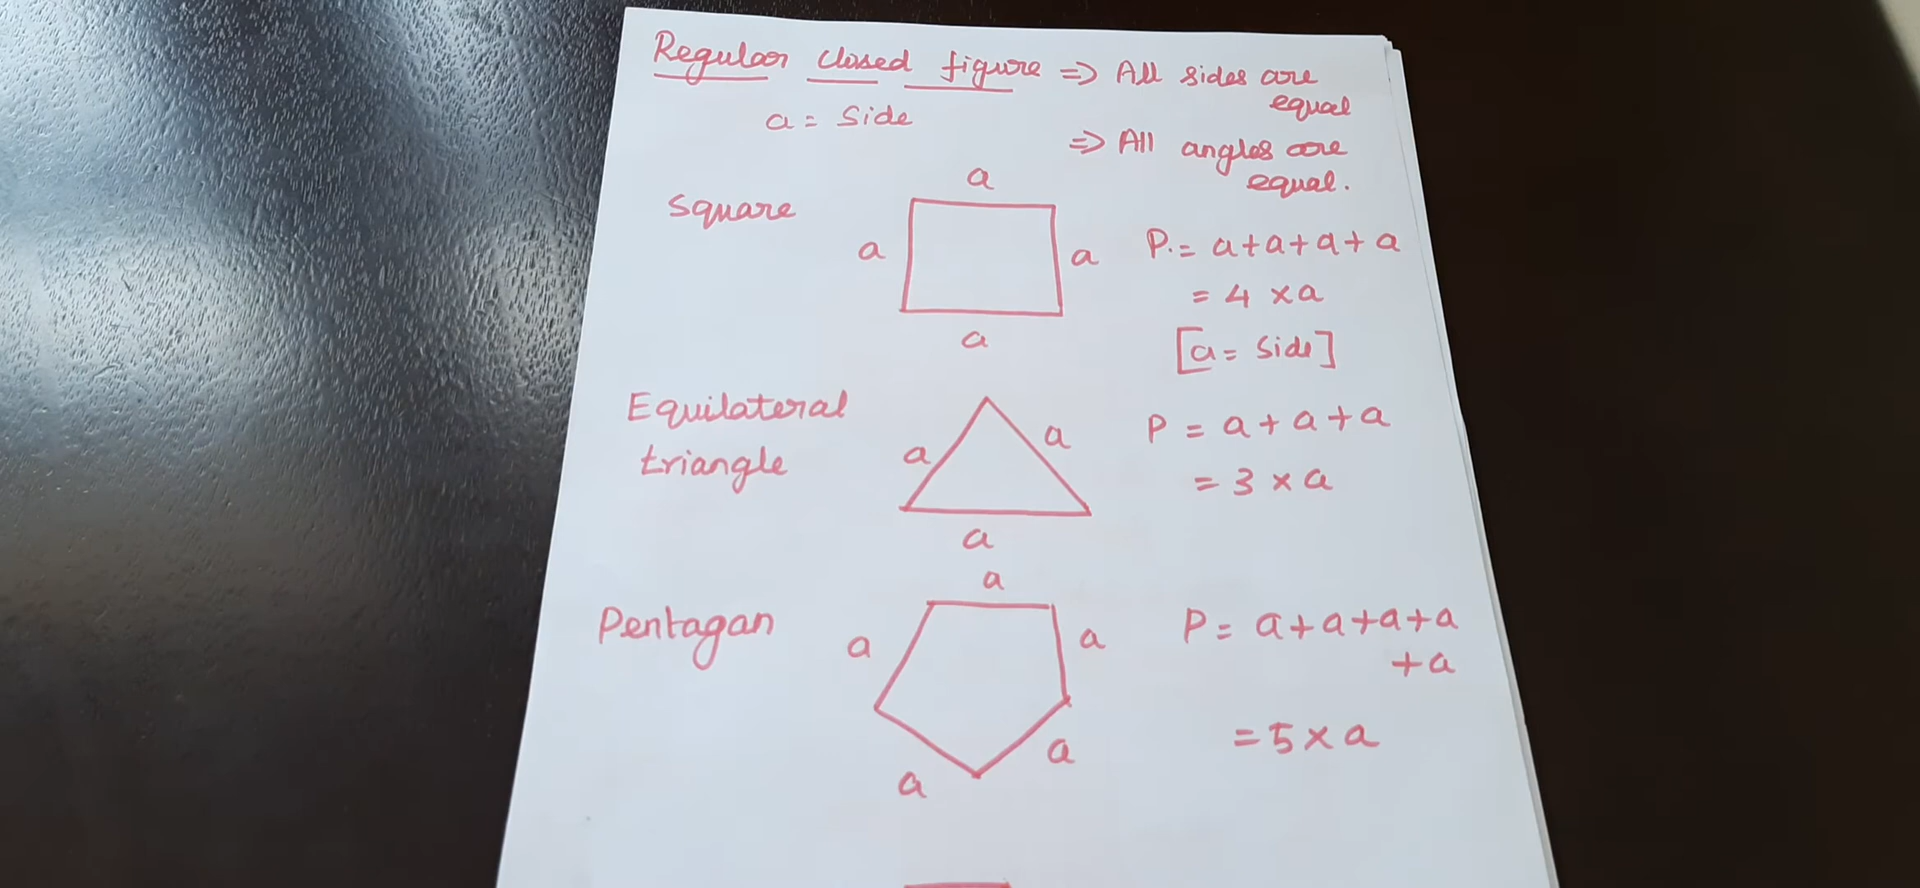 Regular closed figure => All sides are
equal
a = Side
=> All angles are
equal.
Square
a
a
a
a
P. = a+a+a+a
= 4 × a
[a = Side]
Equilateral
triangle
a
a
a
P = a + a + a
= 3 × a
Pentagan
a
a
a
a
a
P = a+a+a+a
+a
= 5 × a